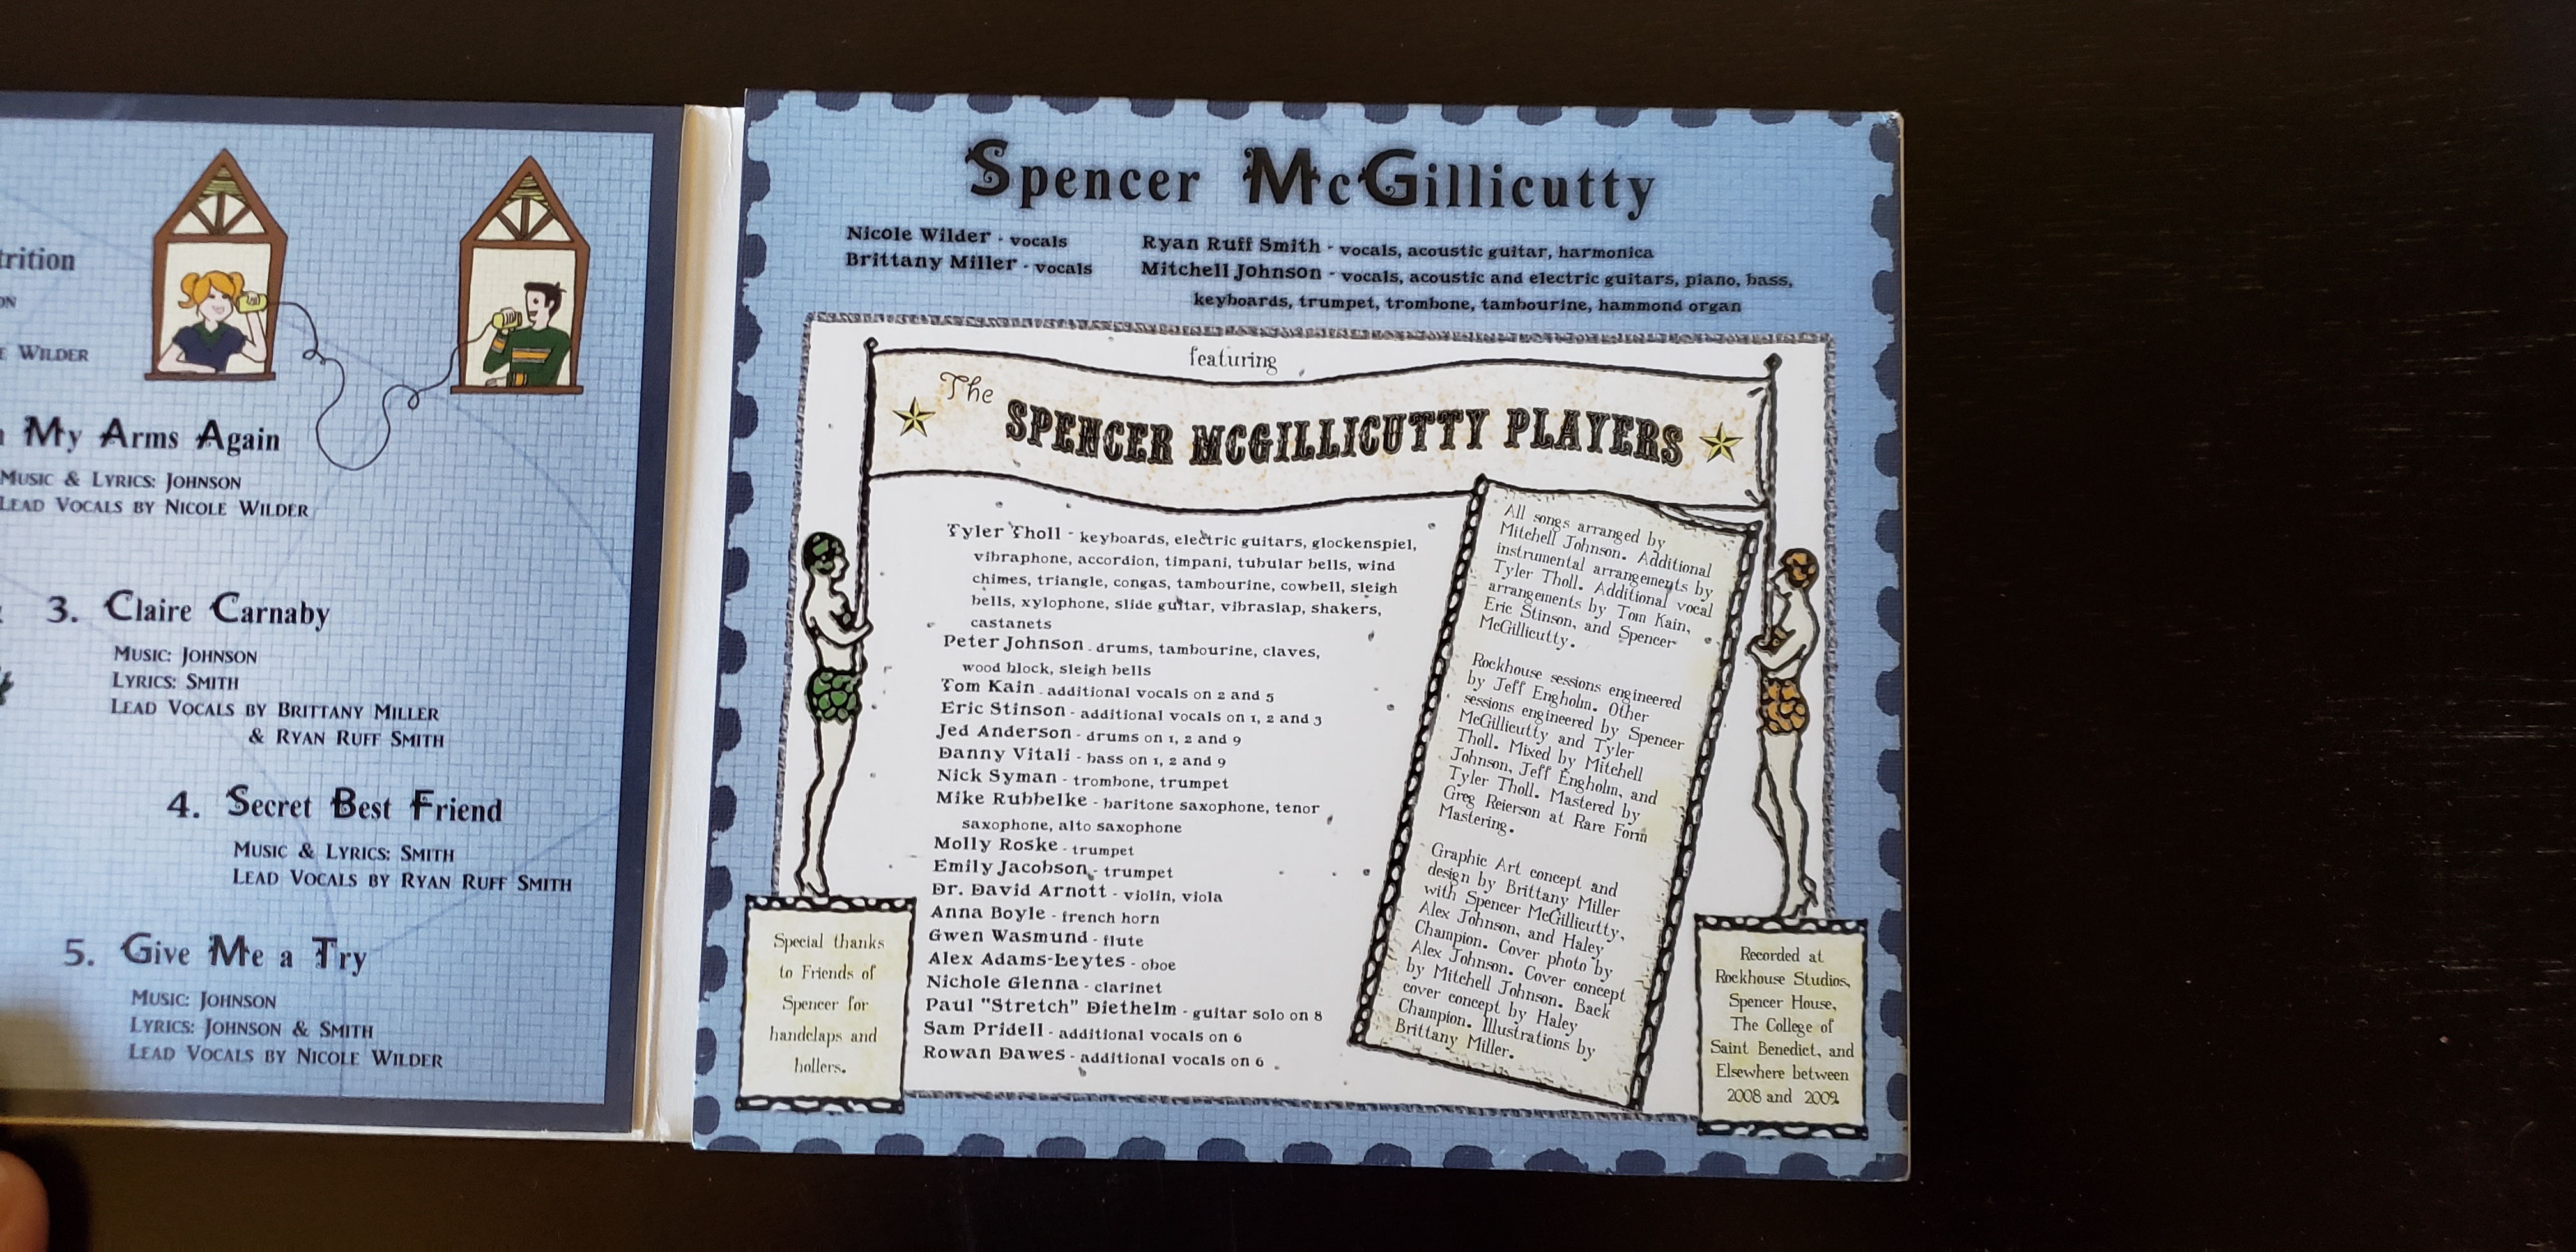 trition
ON
E WILDER
n My Arms Again
MUSIC & LYRICS: JOHNSON
LEAD VOCALS BY NICOLE WILDER
3. Claire Carnaby
MUSIC: JOHNSON
LYRICS: SMITH
LEAD VOCALS BY BRITTANY MILLER
& RYAN RUFF SMITH
4. Secret Best Friend
MUSIC & LYRICS: SMITH
LEAD VOCALS BY RYAN RUFF SMITH
5. Give Me a Try
MUSIC: JOHNSON
LYRICS: JOHNSON & SMITH
LEAD VOCALS BY NICOLE WILDER
Spencer McGillicutty
Nicole Wilder - vocals
Brittany Miller - vocals
Ryan Ruff Smith - vocals, acoustic guitar, harmonica
Mitchell Johnson - vocals, acoustic and electric guitars, piano, bass,
keyboards, trumpet, trombone, tambourine, hammond organ
featuring
The
SPENCER MCGILLICUTTY PLAYERS
Tyler Tholl - keyboards, electric guitars, glockenspiel,
vibraphone, accordion, timpani, tubular bells, wind
chimes, triangle, congas, tambourine, cowbell, sleigh
bells, xylophone, slide guitar, vibraslap, shakers,
castanets
Peter Johnson - drums, tambourine, claves,
wood block, sleigh bells
Tom Kain - additional vocals on 2 and 5
Eric Stinson - additional vocals on 1, 2 and 3
Jed Anderson - drums on 1, 2 and 9
Danny Vitali - bass on 1, 2 and 9
Nick Syman - trombone, trumpet
Mike Rubbelke - baritone saxophone, tenor
saxophone, alto saxophone
Molly Roske - trumpet
Emily Jacobson - trumpet
Dr. David Arnott - violin, viola
Anna Boyle - french horn
Gwen Wasmund - flute
Alex Adams-Leytes - oboe
Nichole Glenna - clarinet
Paul "Stretch" Diethelm - guitar solo on 8
Sam Pridell - additional vocals on 6
Rowan Dawes - additional vocals on 6
All songs arranged by
Mitchell Johnson. Additional
instrumental arrangements by
Tyler Tholl. Additional vocal
arrangements by Tom Kain,
Eric Stinson, and Spencer
McGillicutty.
Rockhouse sessions engineered
by Jeff Engholm. Other
sessions engineered by Spencer
McGillicutty and Tyler
Tholl. Mixed by Mitchell
Johnson, Jeff Engholm, and
Tyler Tholl. Mastered by
Greg Reierson at Rare Form
Mastering.
Graphic Art concept and
design by Brittany Miller
with Spencer McGillicutty,
Alex Johnson, and Haley
Champion. Cover photo by
Alex Johnson. Cover concept
by Mitchell Johnson. Back
cover concept by Haley
Champion. Illustrations by
Brittany Miller.
Special thanks
to Friends of
Spencer for
handclaps and
hollers.
Recorded at
Rockhouse Studios,
Spencer House,
The College of
Saint Benedict, and
Elsewhere between
2008 and 2009.